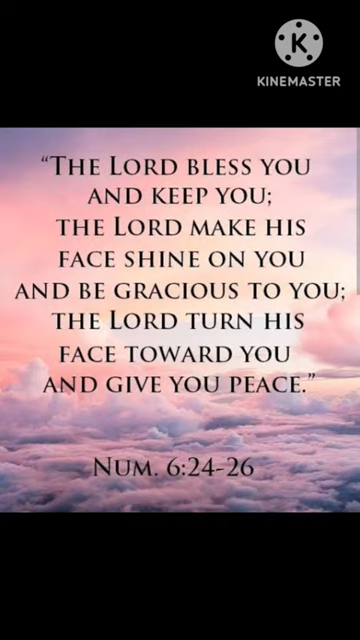 K
KINEMASTER
“THE LORD BLESS YOU
AND KEEP YOU;
THE LORD MAKE HIS
FACE SHINE ON YOU
AND BE GRACIOUS TO YOU;
THE LORD TURN HIS
FACE TOWARD YOU
AND GIVE YOU PEACE.”
NUM. 6:24-26